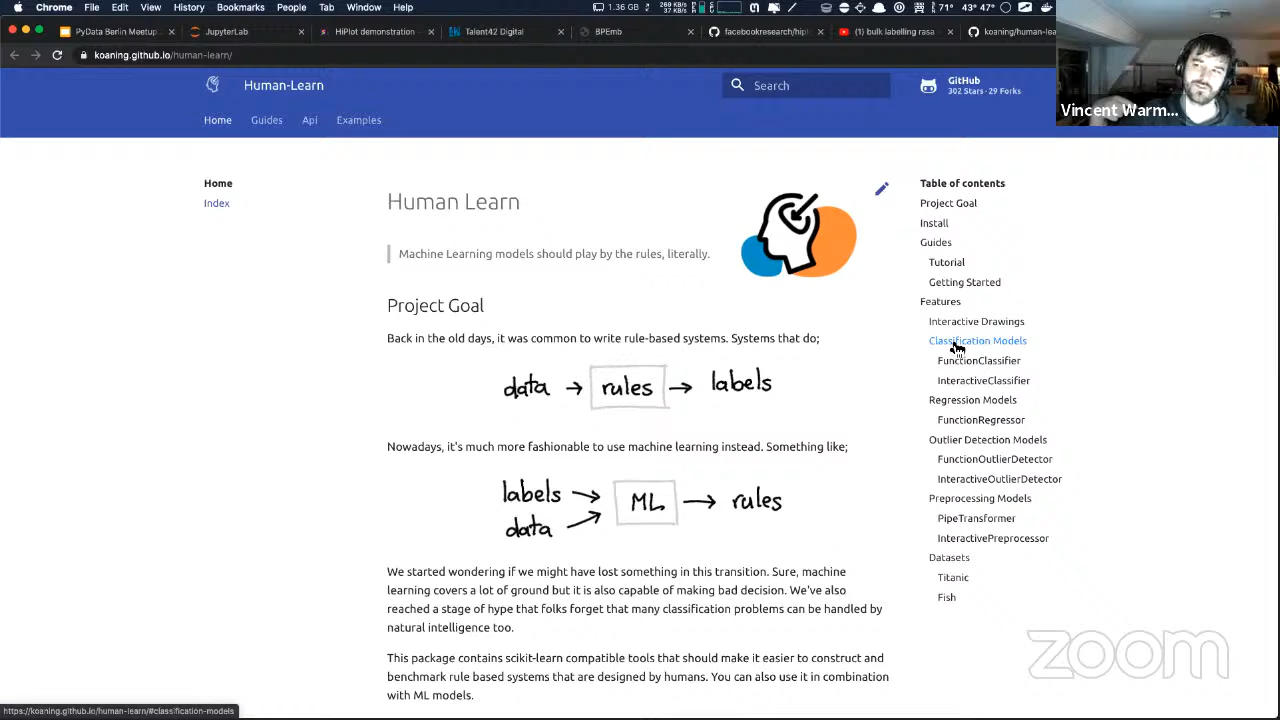 Chrome File Edit View History Bookmarks People Tab Window Help
1.36 GB 269 KB 37 KB 71° 43° 47°
PyData Berlin Meetup JupyterLab HiPlot demonstration Talent42 Digital BPEmb facebookresearch/hipl (1) bulk labelling rasa koaning/human-lea
koaning.github.io/human-learn/
Vincent Warm...
Human-Learn
Search
GitHub
302 Stars · 29 Forks
Home Guides Api Examples
Home
Index
Human Learn
Machine Learning models should play by the rules, literally.
Project Goal
Back in the old days, it was common to write rule-based systems. Systems that do;
data → rules → labels
Nowadays, it's much more fashionable to use machine learning instead. Something like;
labels
data
ML → rules
We started wondering if we might have lost something in this transition. Sure, machine
learning covers a lot of ground but it is also capable of making bad decision. We've also
reached a stage of hype that folks forget that many classification problems can be handled by
natural intelligence too.
This package contains scikit-learn compatible tools that should make it easier to construct and
benchmark rule based systems that are designed by humans. You can also use it in combination
with ML models.
Table of contents
Project Goal
Install
Guides
Tutorial
Getting Started
Features
Interactive Drawings
Classification Models
FunctionClassifier
InteractiveClassifier
Regression Models
FunctionRegressor
Outlier Detection Models
FunctionOutlierDetector
InteractiveOutlierDetector
Preprocessing Models
PipeTransformer
InteractivePreprocessor
Datasets
Titanic
Fish
zoom
https://koaning.github.io/human-learn/#classification-models